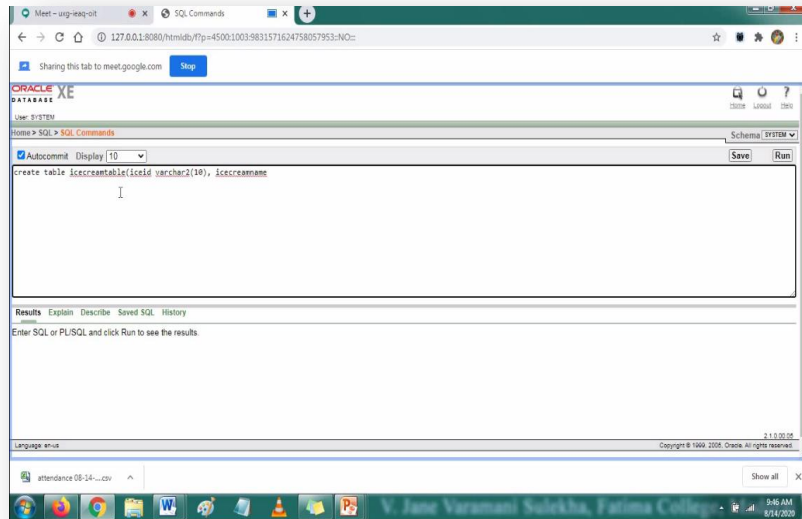 Meet – uxg-ieaq-oit
SQL Commands
127.0.0.1:8080/htmldb/f?p=4500:1003:9831571624758057953::NO:::
Sharing this tab to meet.google.com Stop
ORACLE XE
DATABASE
Home Logout Help
User: SYSTEM
Home > SQL > SQL Commands
Schema SYSTEM
Autocommit Display 10 Save Run
create table icecreamtable(iceid varchar2(10), icecreamname
Results Explain Describe Saved SQL History
Enter SQL or PL/SQL and click Run to see the results.
2.1.0.00.05
Language: en-us Copyright © 1999, 2005, Oracle. All rights reserved.
attendance 08-14-....csv Show all
V. Jane Varamani Sulekha, Fatima College
9:46 AM
8/14/2020